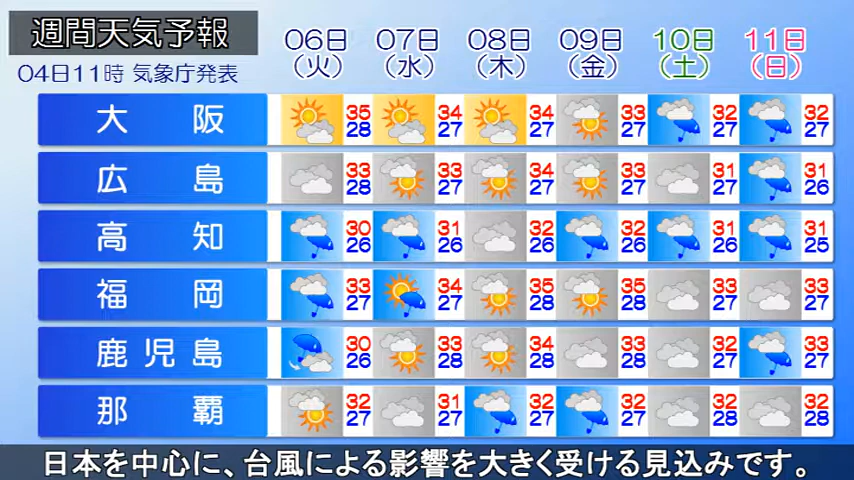 週間天気予報
04日11時 気象庁発表
06日 07日 08日 09日 10日 11日
(火) (水) (木) (金) (土) (日)
大阪 35 28 34 27 34 27 33 27 32 27 32 27
広島 33 28 33 27 34 27 33 27 31 27 31 26
高知 30 26 31 26 32 26 32 26 31 26 31 25
福岡 33 27 34 27 35 28 35 28 33 27 33 27
鹿児島 30 26 33 28 34 28 33 28 32 27 33 27
那覇 32 27 31 27 32 27 32 27 32 28 32 28
日本を中心に、台風による影響を大きく受ける見込みです。